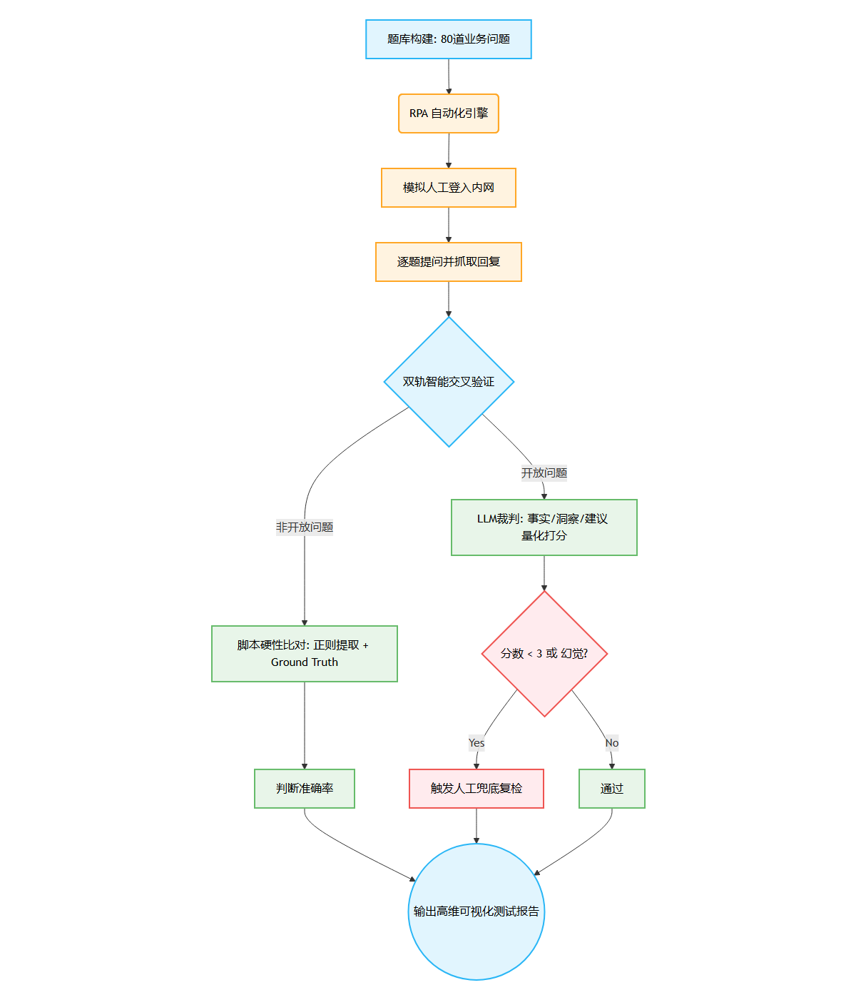 题库构建: 80道业务问题
RPA 自动化引擎
模拟人工登入内网
逐题提问并抓取回复
双轨智能交叉验证
开放问题
非开放问题
LLM裁判: 事实/洞察/建议
量化打分
脚本硬性比对: 正则提取 +
Ground Truth
分数 < 3 或 幻觉?
Yes
No
判断准确率
触发人工兜底复检
通过
输出高维可视化测试报告